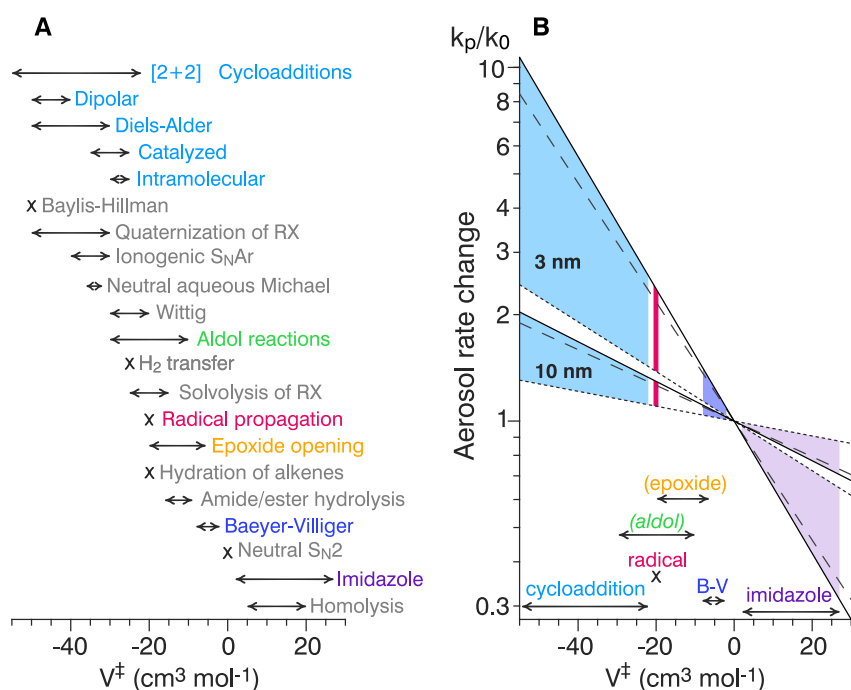 A
[2+2] Cycloadditions
Dipolar
Diels-Alder
Catalyzed
Intramolecular
Baylis-Hillman
Quaternization of RX
Ionogenic SNAr
Neutral aqueous Michael
Wittig
Aldol reactions
H2 transfer
Solvolysis of RX
Radical propagation
Epoxide opening
Hydration of alkenes
Amide/ester hydrolysis
Baeyer-Villiger
Neutral SN2
Imidazole
Homolysis
-40 -20 0 20
V‡ (cm³ mol-1)
B
kp/k0
Aerosol rate change
10
8
6
5
4
3
2
1
0.3
3 nm
10 nm
(epoxide)
(aldol)
radical
cycloaddition
B-V
imidazole
-40 -20 0 20
V‡ (cm³ mol-1)